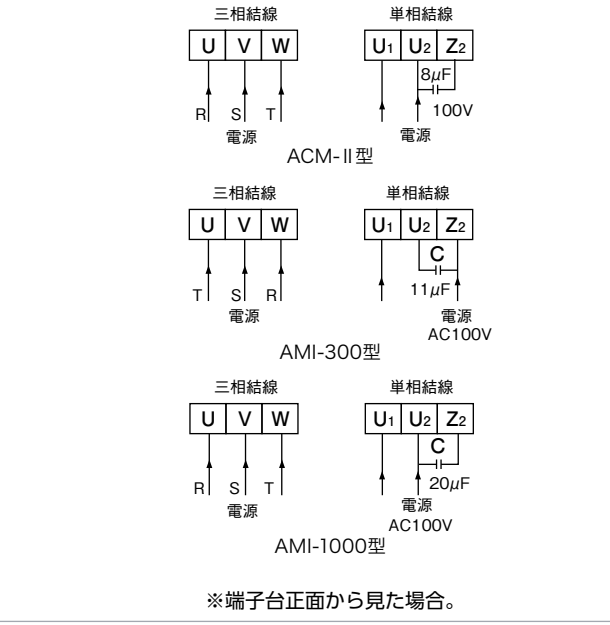 三相結線 単相結線
U V W U1 U2 Z2
8μF
R S T 100V
電源 電源
ACM-Ⅱ型
三相結線 単相結線
U V W U1 U2 Z2
C
T S R 11μF
電源 電源
AC100V
AMI-300型
三相結線 単相結線
U V W U1 U2 Z2
C
R S T 20μF
電源 電源
AC100V
AMI-1000型
※端子台正面から見た場合。